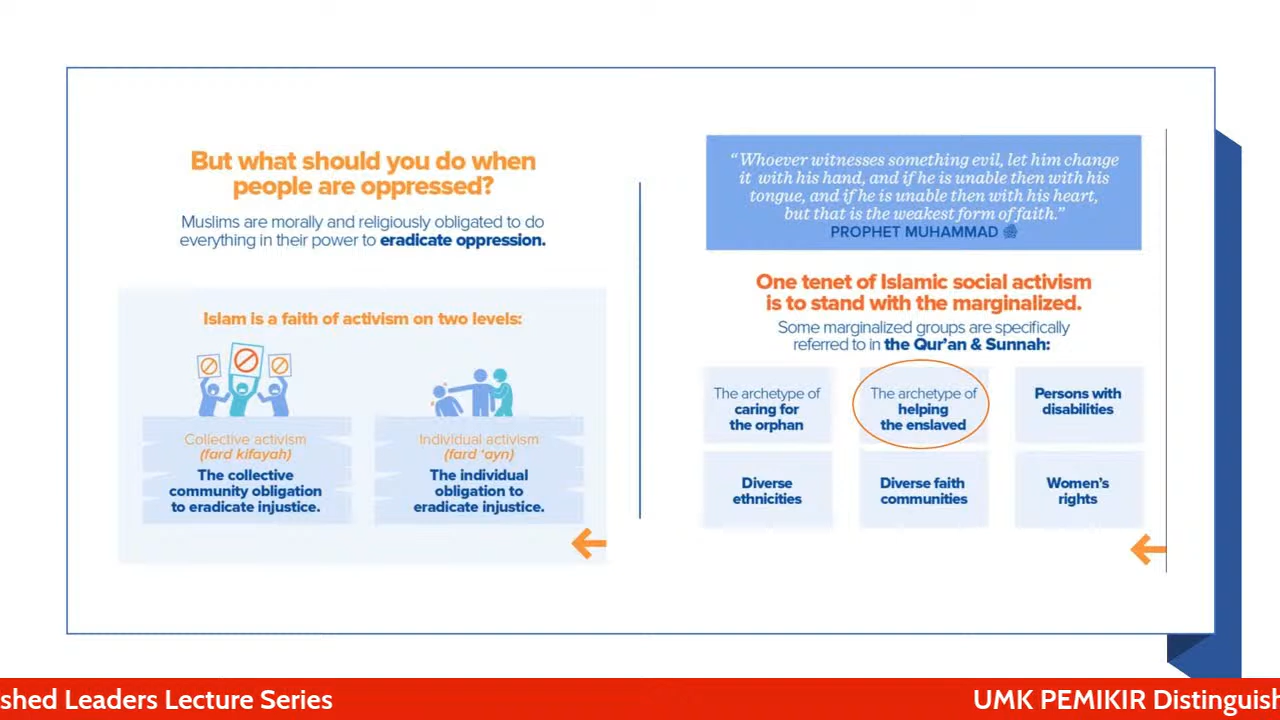 But what should you do when
people are oppressed?
Muslims are morally and religiously obligated to do
everything in their power to eradicate oppression.
Islam is a faith of activism on two levels:
Collective activism
(fard kifayah)
The collective
community obligation
to eradicate injustice.
Individual activism
(fard ‘ayn)
The individual
obligation to
eradicate injustice.
“Whoever witnesses something evil, let him change
it with his hand, and if he is unable then with his
tongue, and if he is unable then with his heart,
but that is the weakest form of faith.”
PROPHET MUHAMMAD ﷺ
One tenet of Islamic social activism
is to stand with the marginalized.
Some marginalized groups are specifically
referred to in the Qur’an & Sunnah:
The archetype of
caring for
the orphan
The archetype of
helping
the enslaved
Persons with
disabilities
Diverse
ethnicities
Diverse faith
communities
Women’s
rights
shed Leaders Lecture Series
UMK PEMIKIR Distinguish